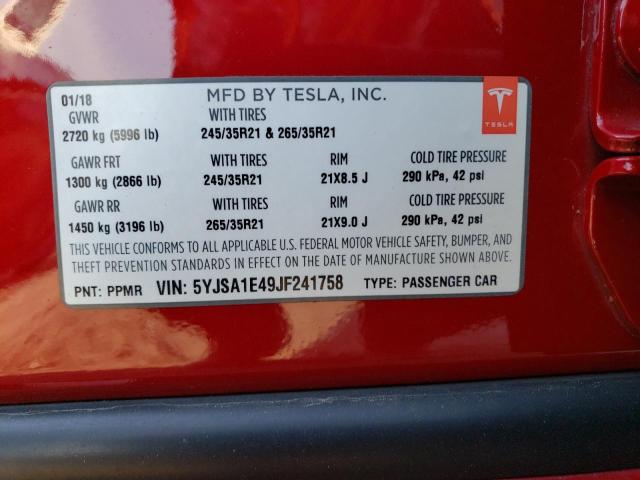 01/18 MFD BY TESLA, INC.
TESLA
GVWR WITH TIRES
2720 kg (5996 lb) 245/35R21 & 265/35R21
GAWR FRT WITH TIRES RIM COLD TIRE PRESSURE
1300 kg (2866 lb) 245/35R21 21X8.5 J 290 kPa, 42 psi
GAWR RR WITH TIRES RIM COLD TIRE PRESSURE
1450 kg (3196 lb) 265/35R21 21X9.0 J 290 kPa, 42 psi
THIS VEHICLE CONFORMS TO ALL APPLICABLE U.S. FEDERAL MOTOR VEHICLE SAFETY, BUMPER, AND
THEFT PREVENTION STANDARDS IN EFFECT ON THE DATE OF MANUFACTURE SHOWN ABOVE.
PNT: PPMR VIN: 5YJSA1E49JF241758 TYPE: PASSENGER CAR